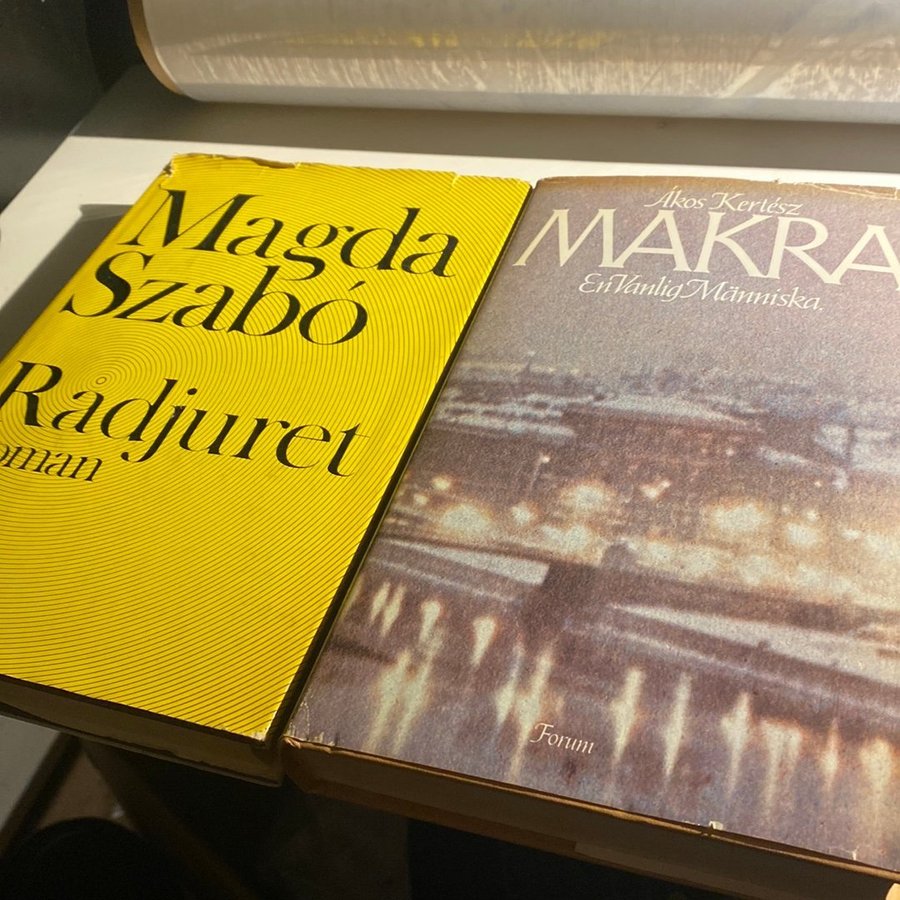 Magda
Szabó
Rådjuret
roman
Ákos Kertész
MAKRA
En Vanlig Människa.
Forum